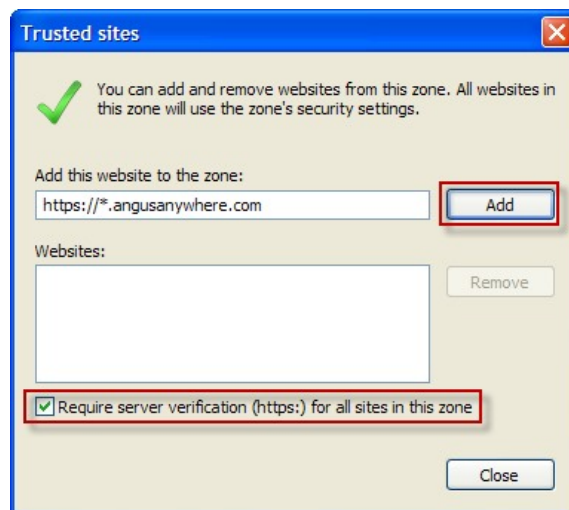 Trusted sites
You can add and remove websites from this zone. All websites in
this zone will use the zone's security settings.
Add this website to the zone:
https://*.angusanywhere.com
Add
Websites:
Remove
Require server verification (https:) for all sites in this zone
Close